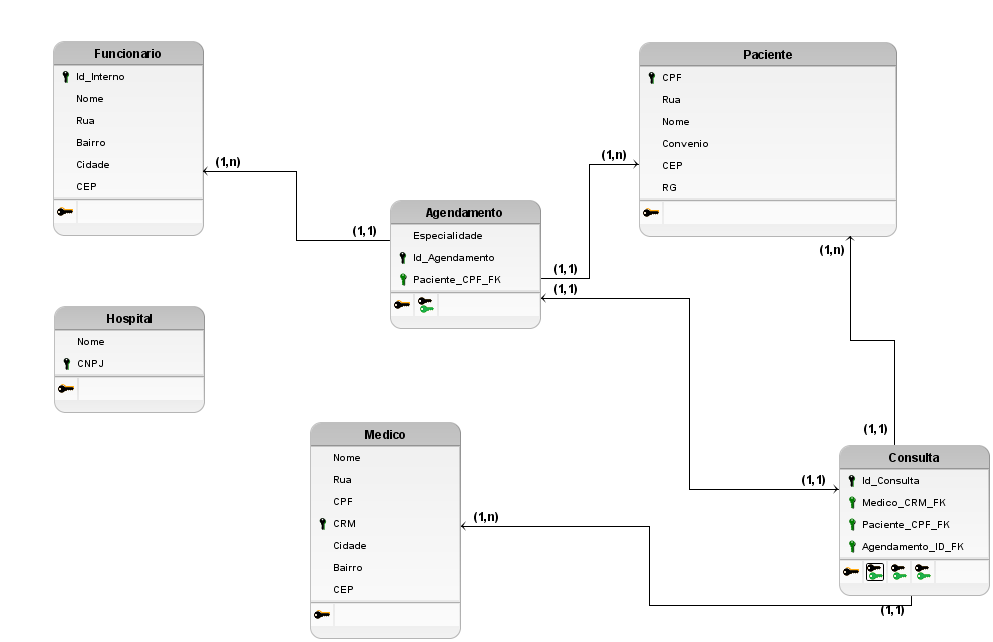 Funcionario
Id_Interno
Nome
Rua
Bairro
Cidade
CEP
(1,n)
(1,1)
Paciente
CPF
Rua
Nome
Convenio
CEP
RG
(1,n)
(1,n)
Agendamento
Especialidade
Id_Agendamento
Paciente_CPF_FK
(1,1)
(1,1)
Hospital
Nome
CNPJ
Medico
Nome
Rua
CPF
CRM
Cidade
Bairro
CEP
(1,n)
(1,1)
(1,1)
Consulta
Id_Consulta
Medico_CRM_FK
Paciente_CPF_FK
Agendamento_ID_FK
(1,1)